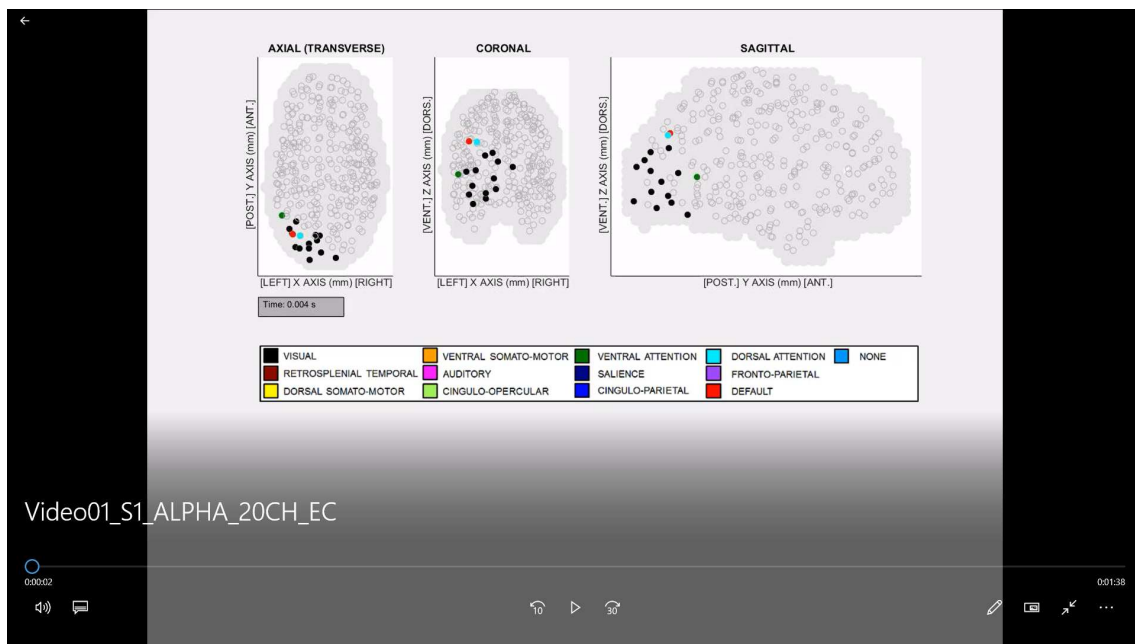 AXIAL (TRANSVERSE)
CORONAL
SAGITTAL
[POST.] Y AXIS (mm) [ANT.]
[VENT.] Z AXIS (mm) [DORS.]
[VENT.] Z AXIS (mm) [DORS.]
[LEFT] X AXIS (mm) [RIGHT]
[LEFT] X AXIS (mm) [RIGHT]
[POST.] Y AXIS (mm) [ANT.]
Time: 0.004 s
VISUAL
VENTRAL SOMATO-MOTOR
VENTRAL ATTENTION
DORSAL ATTENTION
NONE
RETROSPLENIAL TEMPORAL
AUDITORY
SALIENCE
FRONTO-PARIETAL
DORSAL SOMATO-MOTOR
CINGULO-OPERCULAR
CINGULO-PARIETAL
DEFAULT
Video01_S1_ALPHA_20CH_EC
0:00:02
0:01:38
10
30